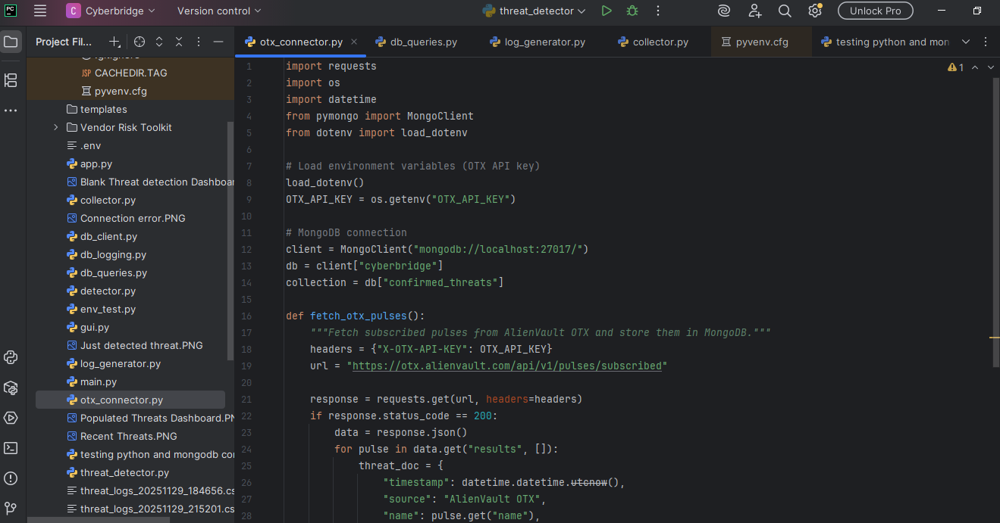 PC
C Cyberbridge
Version control
threat_detector
Unlock Pro
Project Fil...
otx_connector.py
db_queries.py
log_generator.py
collector.py
pyvenv.cfg
testing python and mon
JSP CACHEDIR.TAG
pyvenv.cfg
templates
Vendor Risk Toolkit
.env
app.py
Blank Threat detection Dashboar
collector.py
Connection error.PNG
db_client.py
db_logging.py
db_queries.py
detector.py
env_test.py
gui.py
Just detected threat.PNG
log_generator.py
main.py
otx_connector.py
Populated Threats Dashboard.PN
Recent Threats.PNG
testing python and mongodb co
threat_detector.py
threat_logs_20251129_184656.cs
threat_logs_20251129_215201.cs
1
1 import requests
2 import os
3 import datetime
4 from pymongo import MongoClient
5 from dotenv import load_dotenv
6
7 # Load environment variables (OTX API key)
8 load_dotenv()
9 OTX_API_KEY = os.getenv("OTX_API_KEY")
10
11 # MongoDB connection
12 client = MongoClient("mongodb://localhost:27017/")
13 db = client["cyberbridge"]
14 collection = db["confirmed_threats"]
15
16 def fetch_otx_pulses():
17 """Fetch subscribed pulses from AlienVault OTX and store them in MongoDB."""
18 headers = {"X-OTX-API-KEY": OTX_API_KEY}
19 url = "https://otx.alienvault.com/api/v1/pulses/subscribed"
20
21 response = requests.get(url, headers=headers)
22 if response.status_code == 200:
23 data = response.json()
24 for pulse in data.get("results", []):
25 threat_doc = {
26 "timestamp": datetime.datetime.utcnow(),
27 "source": "AlienVault OTX",
28 "name": pulse.get("name"),